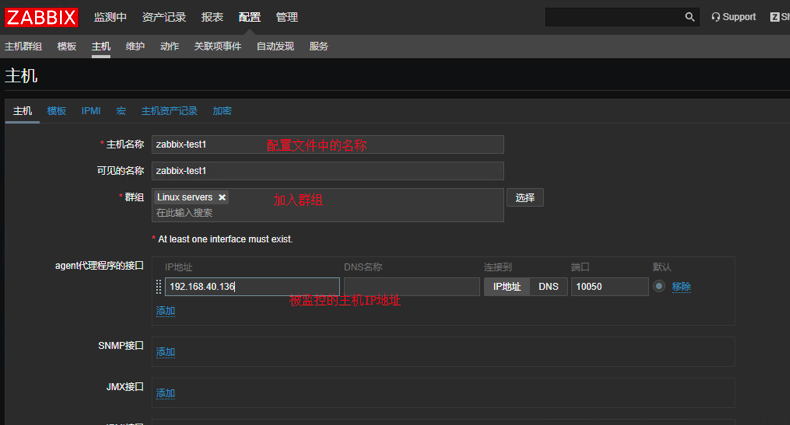 ZABBIX 监测中 资产记录 报表 配置 管理 Support
主机群组 模板 主机 维护 动作 关联项事件 自动发现 服务
主机
主机 模板 IPMI 宏 主机资产记录 加密
* 主机名称 zabbix-test1 配置文件中的名称
可见的名称 zabbix-test1
* 群组 Linux servers 加入群组 选择
在此输入搜索
* At least one interface must exist.
agent代理程序的接口 IP地址 DNS名称 连接到 端口 默认
192.168.40.136 IP地址 DNS 10050 移除
被监控的主机IP地址
添加
SNMP接口 添加
JMX接口 添加